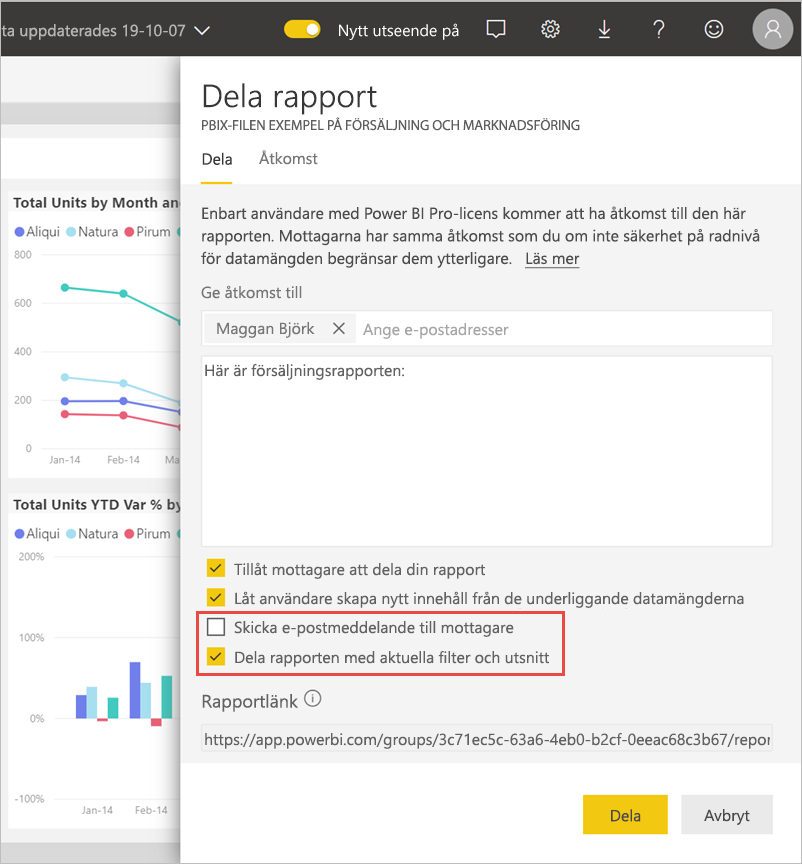 ta uppdaterades 19-10-07
Nytt utseende på
Dela rapport
PBIX-FILEN EXEMPEL PÅ FÖRSÄLJNING OCH MARKNADSFÖRING
Dela Åtkomst
Enbart användare med Power BI Pro-licens kommer att ha åtkomst till den här
rapporten. Mottagarna har samma åtkomst som du om inte säkerhet på radnivå
för datamängden begränsar dem ytterligare. Läs mer
Ge åtkomst till
Maggan Björk Ange e-postadresser
Här är försäljningsrapporten:
Tillåt mottagare att dela din rapport
Låt användare skapa nytt innehåll från de underliggande datamängderna
Skicka e-postmeddelande till mottagare
Dela rapporten med aktuella filter och utsnitt
Rapportlänk
https://app.powerbi.com/groups/3c71ec5c-63a6-4eb0-b2cf-0eeac68c3b67/repor
Dela Avbryt
Total Units by Month an
Aliqui Natura Pirum
800
600
400
200
0
Jan-14 Feb-14 Ma
Total Units YTD Var % by
Aliqui Natura Pirum
200%
100%
0%
-100%
Jan-14 Feb-14